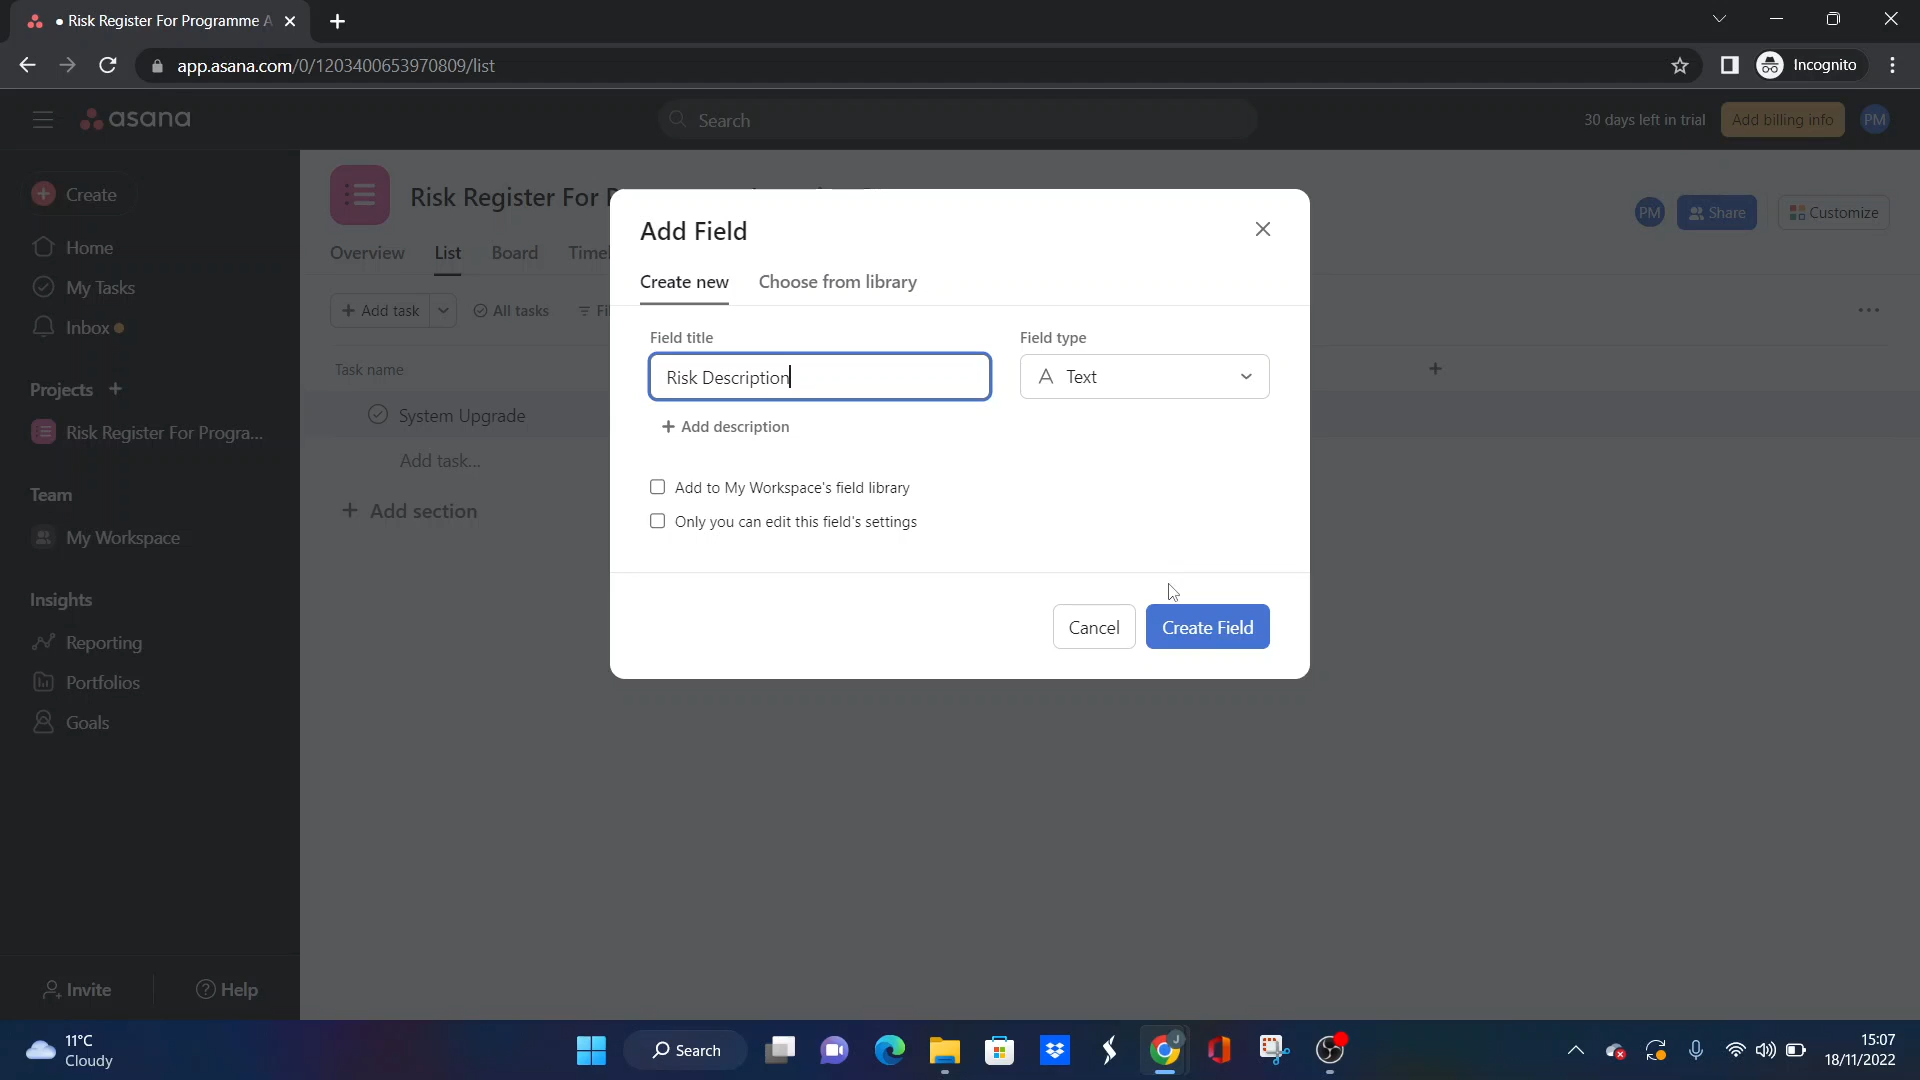 • Risk Register For Programme A
app.asana.com/0/1203400653970809/list
Incognito
asana
Search
30 days left in trial
Add billing info
PM
Create
Home
My Tasks
Inbox
Projects +
Risk Register For Progra...
Team
My Workspace
Insights
Reporting
Portfolios
Goals
Invite
Help
Risk Register For
PM
Share
Customize
Overview
List
Board
+ Add task
All tasks
Task name
System Upgrade
Add task...
+ Add section
Add Field
Create new
Choose from library
Field title
Field type
Risk Description
Text
+ Add description
Add to My Workspace's field library
Only you can edit this field's settings
Cancel
Create Field
11°C
Cloudy
Search
15:07
18/11/2022